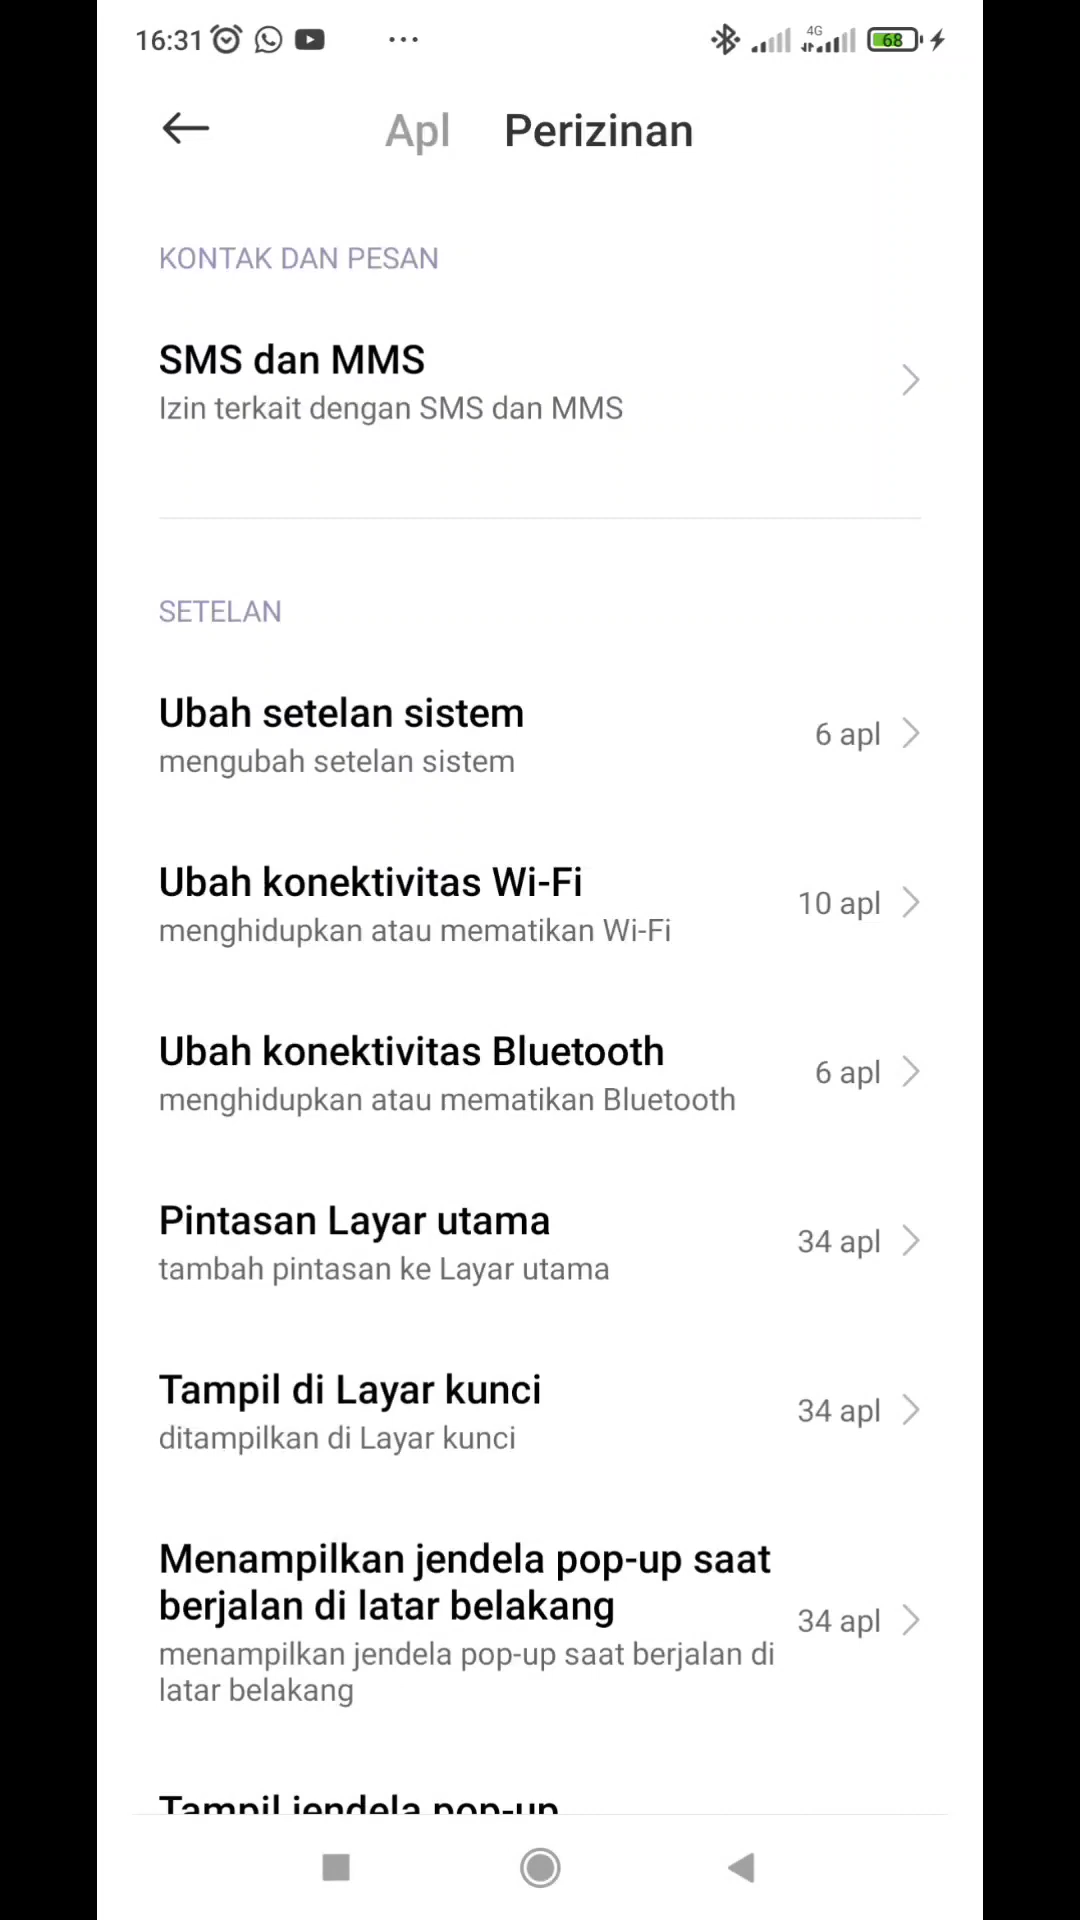 16:31 ... 4G 68
Apl Perizinan
KONTAK DAN PESAN
SMS dan MMS
Izin terkait dengan SMS dan MMS
SETELAN
Ubah setelan sistem
mengubah setelan sistem
6 apl
Ubah konektivitas Wi-Fi
menghidupkan atau mematikan Wi-Fi
10 apl
Ubah konektivitas Bluetooth
menghidupkan atau mematikan Bluetooth
6 apl
Pintasan Layar utama
tambah pintasan ke Layar utama
34 apl
Tampil di Layar kunci
ditampilkan di Layar kunci
34 apl
Menampilkan jendela pop-up saat
berjalan di latar belakang
menampilkan jendela pop-up saat berjalan di
latar belakang
34 apl
Tampil jendela pop-up